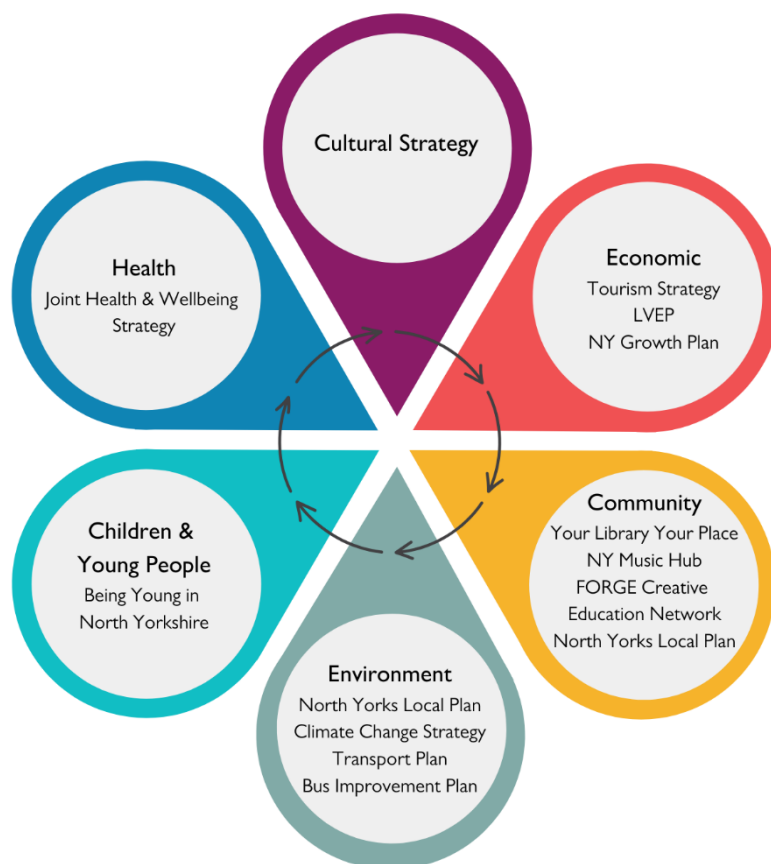 Cultural Strategy
Economic
Tourism Strategy
LVEP
NY Growth Plan
Community
Your Library Your Place
NY Music Hub
FORGE Creative
Education Network
North Yorks Local Plan
Environment
North Yorks Local Plan
Climate Change Strategy
Transport Plan
Bus Improvement Plan
Children &
Young People
Being Young in
North Yorkshire
Health
Joint Health & Wellbeing
Strategy